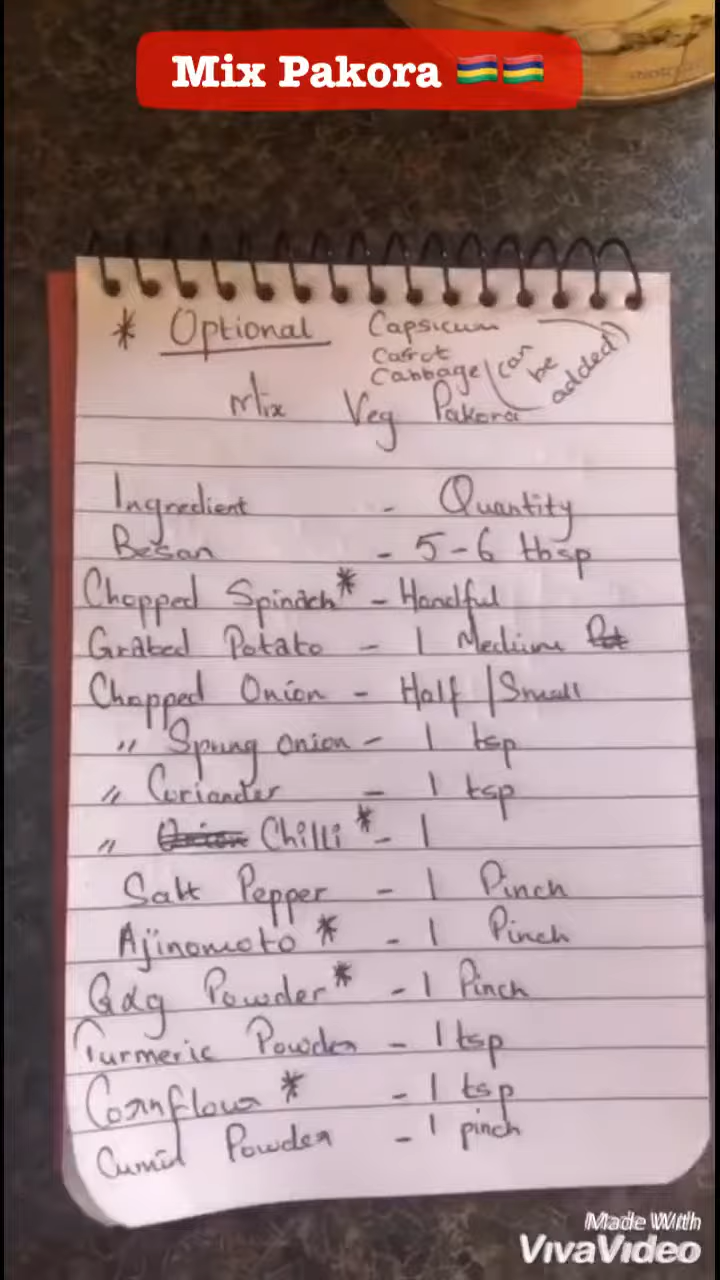 Mix Pakora 🇲🇺🇲🇺
* Optional Capsicum
Carrot
Cabbage (can be added)
Mix Veg Pakora
Ingredient - Quantity
Besan - 5-6 tbsp
Chopped Spinach* - Handful
Grated Potato - 1 Medium
Chopped Onion - Half / Small
" Spring onion - 1 tsp
" Coriander - 1 tsp
" Chilli* - 1
Salt Pepper - 1 Pinch
Ajinomoto * - 1 Pinch
G&g Powder* - 1 Pinch
Turmeric Powder - 1 tsp
Cornflour * - 1 tsp
Cumin Powder - 1 pinch
Made With
VivaVideo